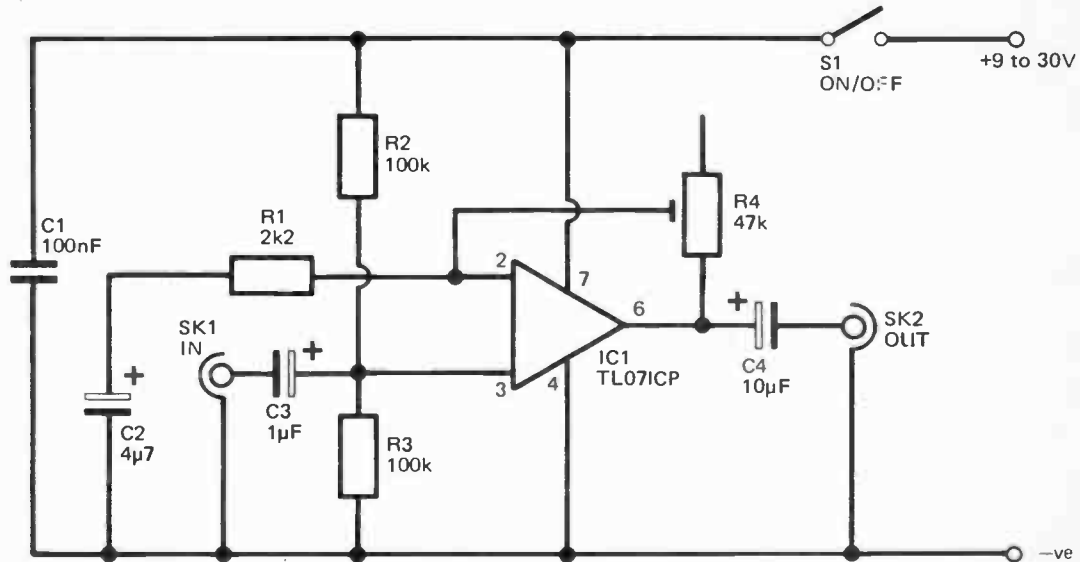 S1
ON/OFF
+9 to 30V
R2
100k
R4
47k
C1
100nF
R1
2k2
2
7
6
+
SK2
OUT
SK1
IN
+
+
3
4
IC1
TL07ICP
C4
10µF
C2
4µ7
C3
1µF
R3
100k
−ve